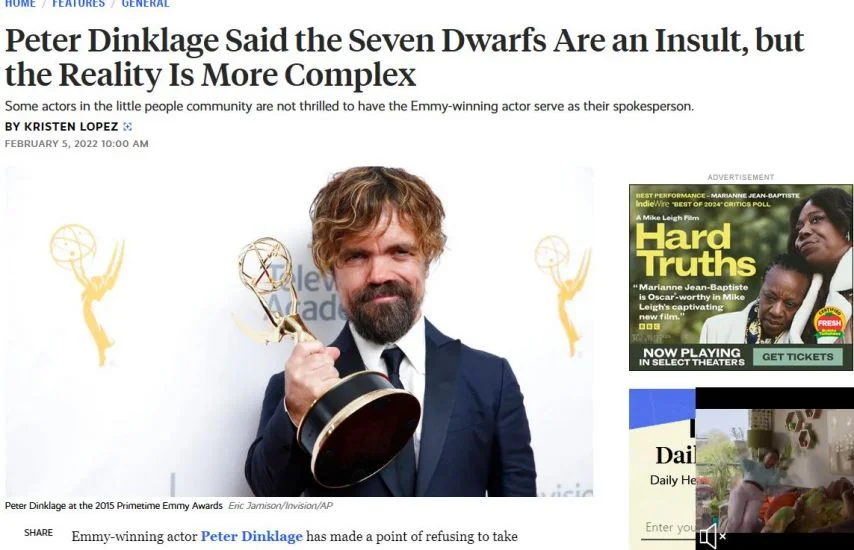 HOME / FEATURES / GENERAL
Peter Dinklage Said the Seven Dwarfs Are an Insult, but
the Reality Is More Complex
Some actors in the little people community are not thrilled to have the Emmy-winning actor serve as their spokesperson.
BY KRISTEN LOPEZ
FEBRUARY 5, 2022 10:00 AM
Telev
Acade
visio
Peter Dinklage at the 2015 Primetime Emmy Awards Eric Jamison/Invision/AP
SHARE
Emmy-winning actor Peter Dinklage has made a point of refusing to take
ADVERTISEMENT
BEST PERFORMANCE – MARIANNE JEAN-BAPTISTE
IndieWire "BEST OF 2024" CRITICS POLL
A Mike Leigh Film
Hard
Truths
"Marianne Jean-Baptiste
is Oscar-worthy in Mike
Leigh's captivating
new film."
BBC
CERTIFIED
FRESH
NOW PLAYING
IN SELECT THEATERS
GET TICKETS
Dai
Daily He
Enter you